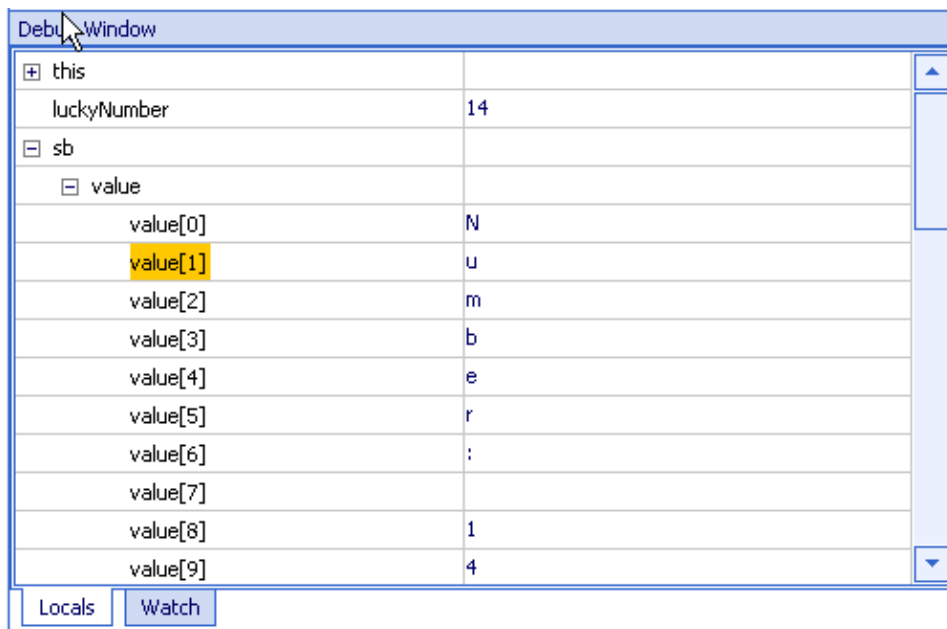 Debug Window
this
luckyNumber 14
sb
value
value[0] N
value[1] u
value[2] m
value[3] b
value[4] e
value[5] r
value[6] :
value[7]
value[8] 1
value[9] 4
Locals Watch